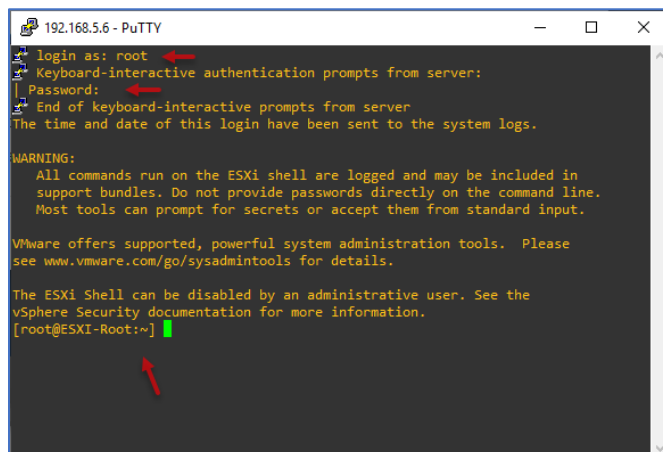 192.168.5.6 - PuTTY
login as: root
Keyboard-interactive authentication prompts from server:
| Password:
End of keyboard-interactive prompts from server
The time and date of this login have been sent to the system logs.
WARNING:
All commands run on the ESXi shell are logged and may be included in
support bundles. Do not provide passwords directly on the command line.
Most tools can prompt for secrets or accept them from standard input.
VMware offers supported, powerful system administration tools. Please
see www.vmware.com/go/sysadmintools for details.
The ESXi Shell can be disabled by an administrative user. See the
vSphere Security documentation for more information.
[root@ESXI-Root:~]